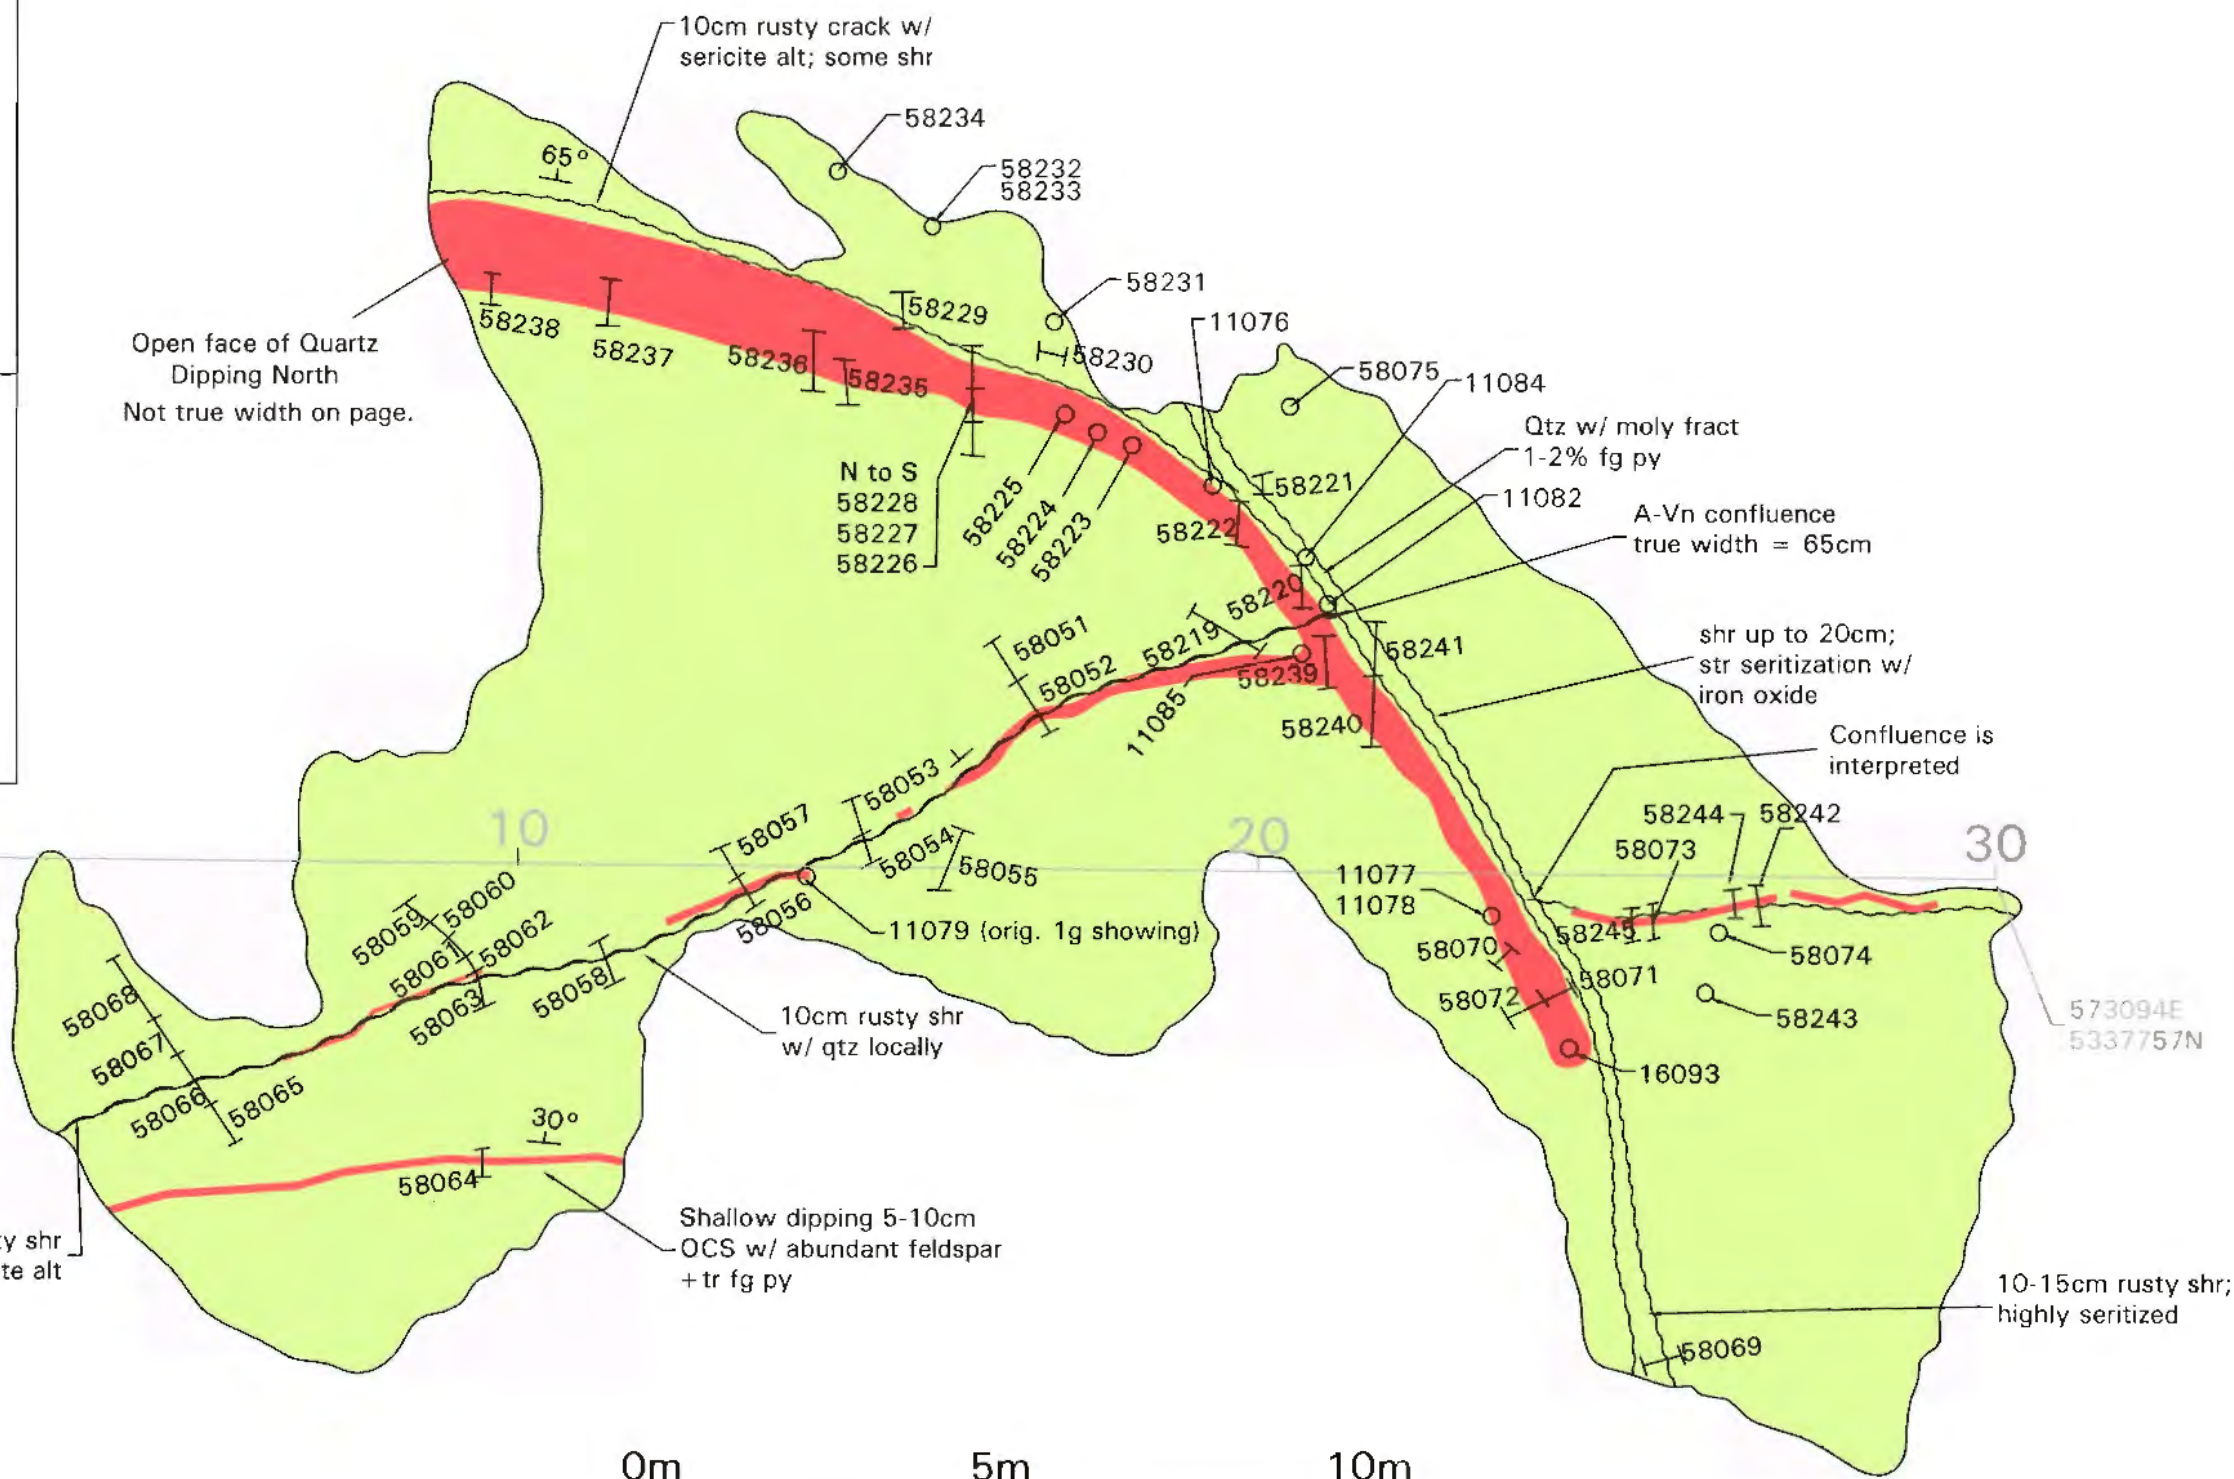 10cm rusty crack w/
sericite alt; some shr
58234
65°
58232
58233
58231
58229
11076
58238
58237
58236
58235
58230
58075
11084
Open face of Quartz
Dipping North
Not true width on page.
Qtz w/ moly fract
1-2% fg py
11082
A-Vn confluence
true width = 65cm
N to S
58228
58227
58226
58225
58224
58223
58221
58222
58220
58219
58051
58052
58241
58239
11085
58240
shr up to 20cm;
str seritization w/
iron oxide
Confluence is
interpreted
58053
58057
58054
58055
58056
10
20
30
58244
58242
58073
11077
11078
58245
58074
58070
58071
58072
58243
16093
11079 (orig. 1g showing)
58059
58060
58061
58062
58063
58058
58068
58067
58066
58065
10cm rusty shr
w/ qtz locally
573094E
5337757N
30°
58064
Shallow dipping 5-10cm
OCS w/ abundant feldspar
+tr fg py
shr
alt
10-15cm rusty shr;
highly seritized
58069
0m
5m
10m